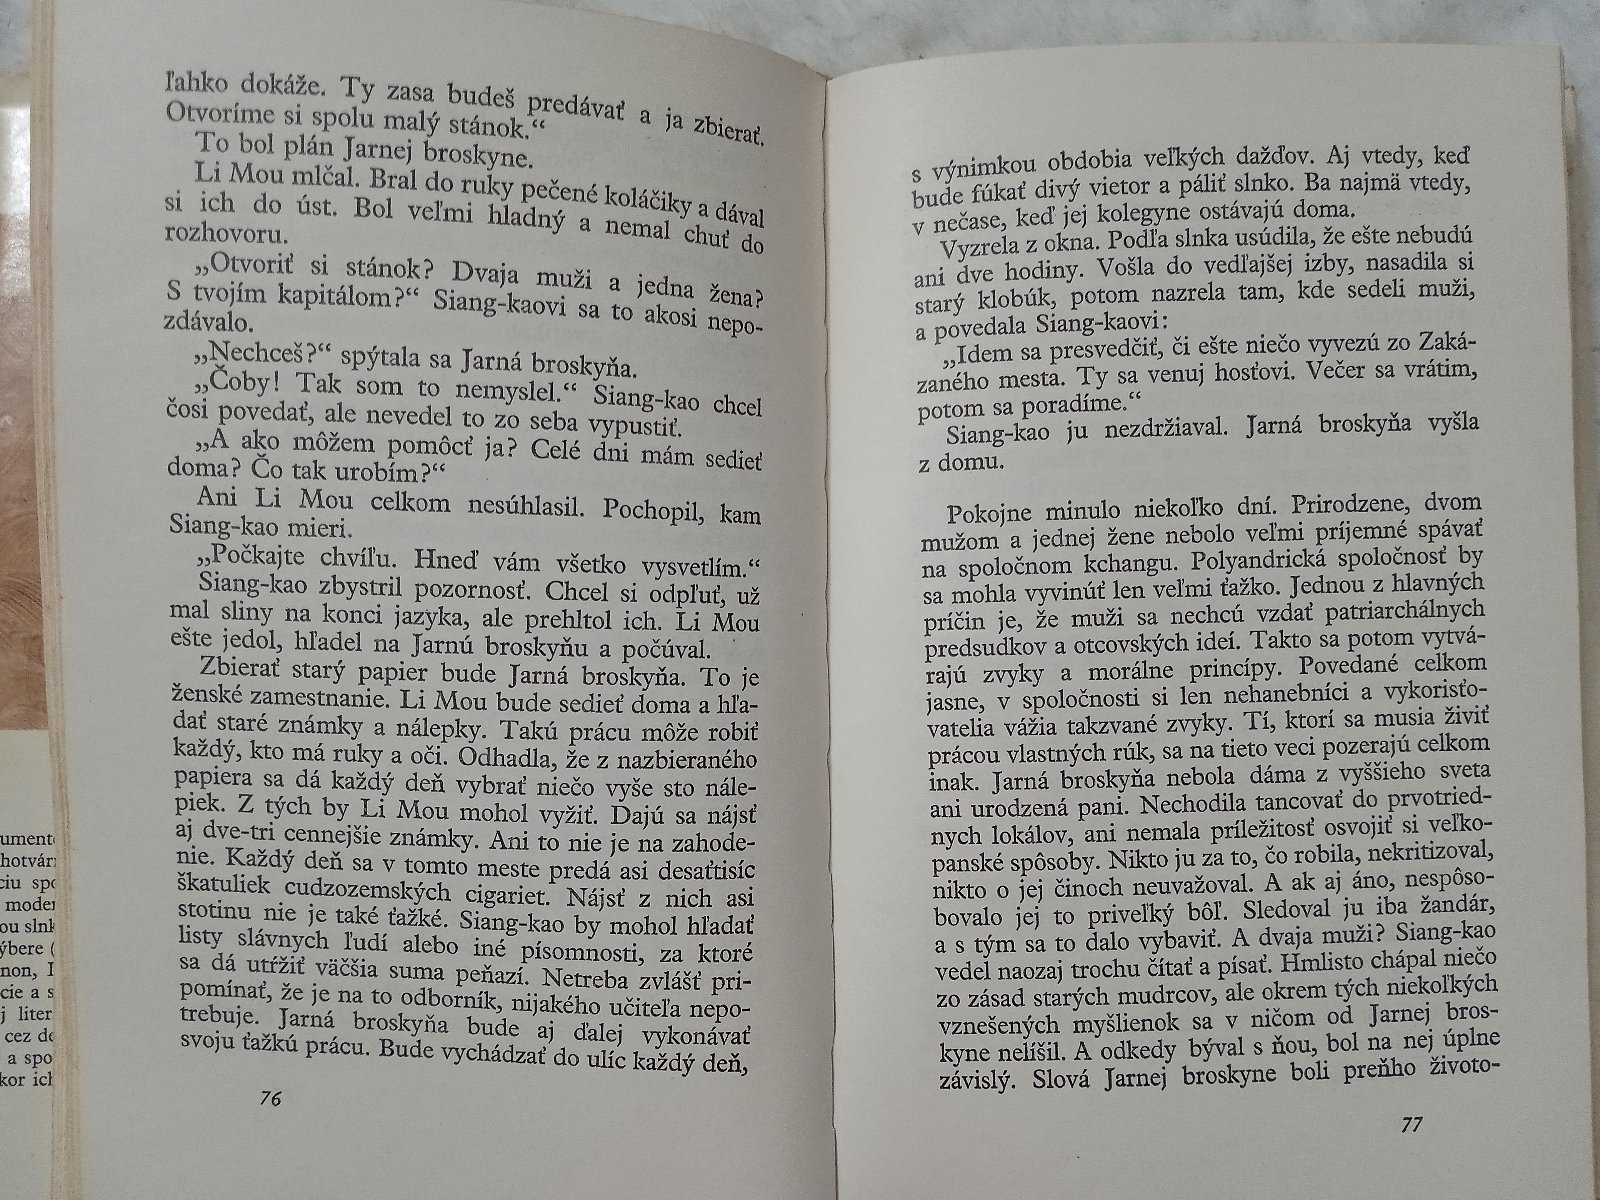 ľahko dokáže. Ty zasa budeš predávať a ja zbierať.
Otvoríme si spolu malý stánok.“
To bol plán Jarnej broskyne.
Li Mou mlčal. Bral do ruky pečené koláčiky a dával
si ich do úst. Bol veľmi hladný a nemal chuť do
rozhovoru.
„Otvoriť si stánok? Dvaja muži a jedna žena?
S tvojím kapitálom?“ Siang-kaovi sa to akosi nepo-
zdávalo.
„Nechceš?“ spýtala sa Jarná broskyňa.
„Čoby! Tak som to nemyslel.“ Siang-kao chcel
čosi povedať, ale nevedel to zo seba vypustiť.
„A ako môžem pomôcť ja? Celé dni mám sedieť
doma? Čo tak urobím?“
Ani Li Mou celkom nesúhlasil. Pochopil, kam
Siang-kao mieri.
„Počkajte chvíľu. Hneď vám všetko vysvetlím.“
Siang-kao zbystril pozornosť. Chcel si odpľuť, už
mal sliny na konci jazyka, ale prehltol ich. Li Mou
ešte jedol, hľadel na Jarnú broskyňu a počúval.
Zbierať starý papier bude Jarná broskyňa. To je
ženské zamestnanie. Li Mou bude sedieť doma a hľa-
dať staré známky a nálepky. Takú prácu môže robiť
každý, kto má ruky a oči. Odhadla, že z nazbieraného
papiera sa dá každý deň vybrať niečo vyše sto nále-
piek. Z tých by Li Mou mohol vyžiť. Dajú sa nájsť
aj dve-tri cennejšie známky. Ani to nie je na zahode-
nie. Každý deň sa v tomto meste predá asi desaťtisíc
škatuliek cudzozemských cigariet. Nájsť z nich asi
stotinu nie je také ťažké. Siang-kao by mohol hľadať
listy slávnych ľudí alebo iné písomnosti, za ktoré
sa dá utŕžiť väčšia suma peňazí. Netreba zvlášť pri-
pomínať, že je na to odborník, nijakého učiteľa nepo-
trebuje. Jarná broskyňa bude aj ďalej vykonávať
svoju ťažkú prácu. Bude vychádzať do ulíc každý deň,
76
s výnimkou obdobia veľkých dažďov. Aj vtedy, keď
bude fúkať divý vietor a páliť slnko. Ba najmä vtedy,
v nečase, keď jej kolegyne ostávajú doma.
Vyzrela z okna. Podľa slnka usúdila, že ešte nebudú
ani dve hodiny. Vošla do vedľajšej izby, nasadila si
starý klobúk, potom nazrela tam, kde sedeli muži,
a povedala Siang-kaovi:
„Idem sa presvedčiť, či ešte niečo vyvezú zo Zaká-
zaného mesta. Ty sa venuj hosťovi. Večer sa vrátim,
potom sa poradíme.“
Siang-kao ju nezdržiaval. Jarná broskyňa vyšla
z domu.
Pokojne minulo niekoľko dní. Prirodzene, dvom
mužom a jednej žene nebolo veľmi príjemné spávať
na spoločnom kchangu. Polyandrická spoločnosť by
sa mohla vyvinúť len veľmi ťažko. Jednou z hlavných
príčin je, že muži sa nechcú vzdať patriarchálnych
predsudkov a otcovských ideí. Takto sa potom vytvá-
rajú zvyky a morálne princípy. Povedané celkom
jasne, v spoločnosti si len nehanebníci a vykorisťo-
vatelia vážia takzvané zvyky. Tí, ktorí sa musia živiť
prácou vlastných rúk, sa na tieto veci pozerajú celkom
inak. Jarná broskyňa nebola dáma z vyššieho sveta
ani urodzená pani. Nechodila tancovať do prvotried-
nych lokálov, ani nemala príležitosť osvojiť si veľko-
panské spôsoby. Nikto ju za to, čo robila, nekritizoval,
nikto o jej činoch neuvažoval. A ak aj áno, nespôso-
bovalo jej to priveľký bôľ. Sledoval ju iba žandár,
a s tým sa to dalo vybaviť. A dvaja muži? Siang-kao
vedel naozaj trochu čítať a písať. Hmlisto chápal niečo
zo zásad starých mudrcov, ale okrem tých niekoľkých
vznešených myšlienok sa v ničom od Jarnej bros-
kyne nelíšil. A odkedy býval s ňou, bol na nej úplne
závislý. Slová Jarnej broskyne boli preňho životo-
77